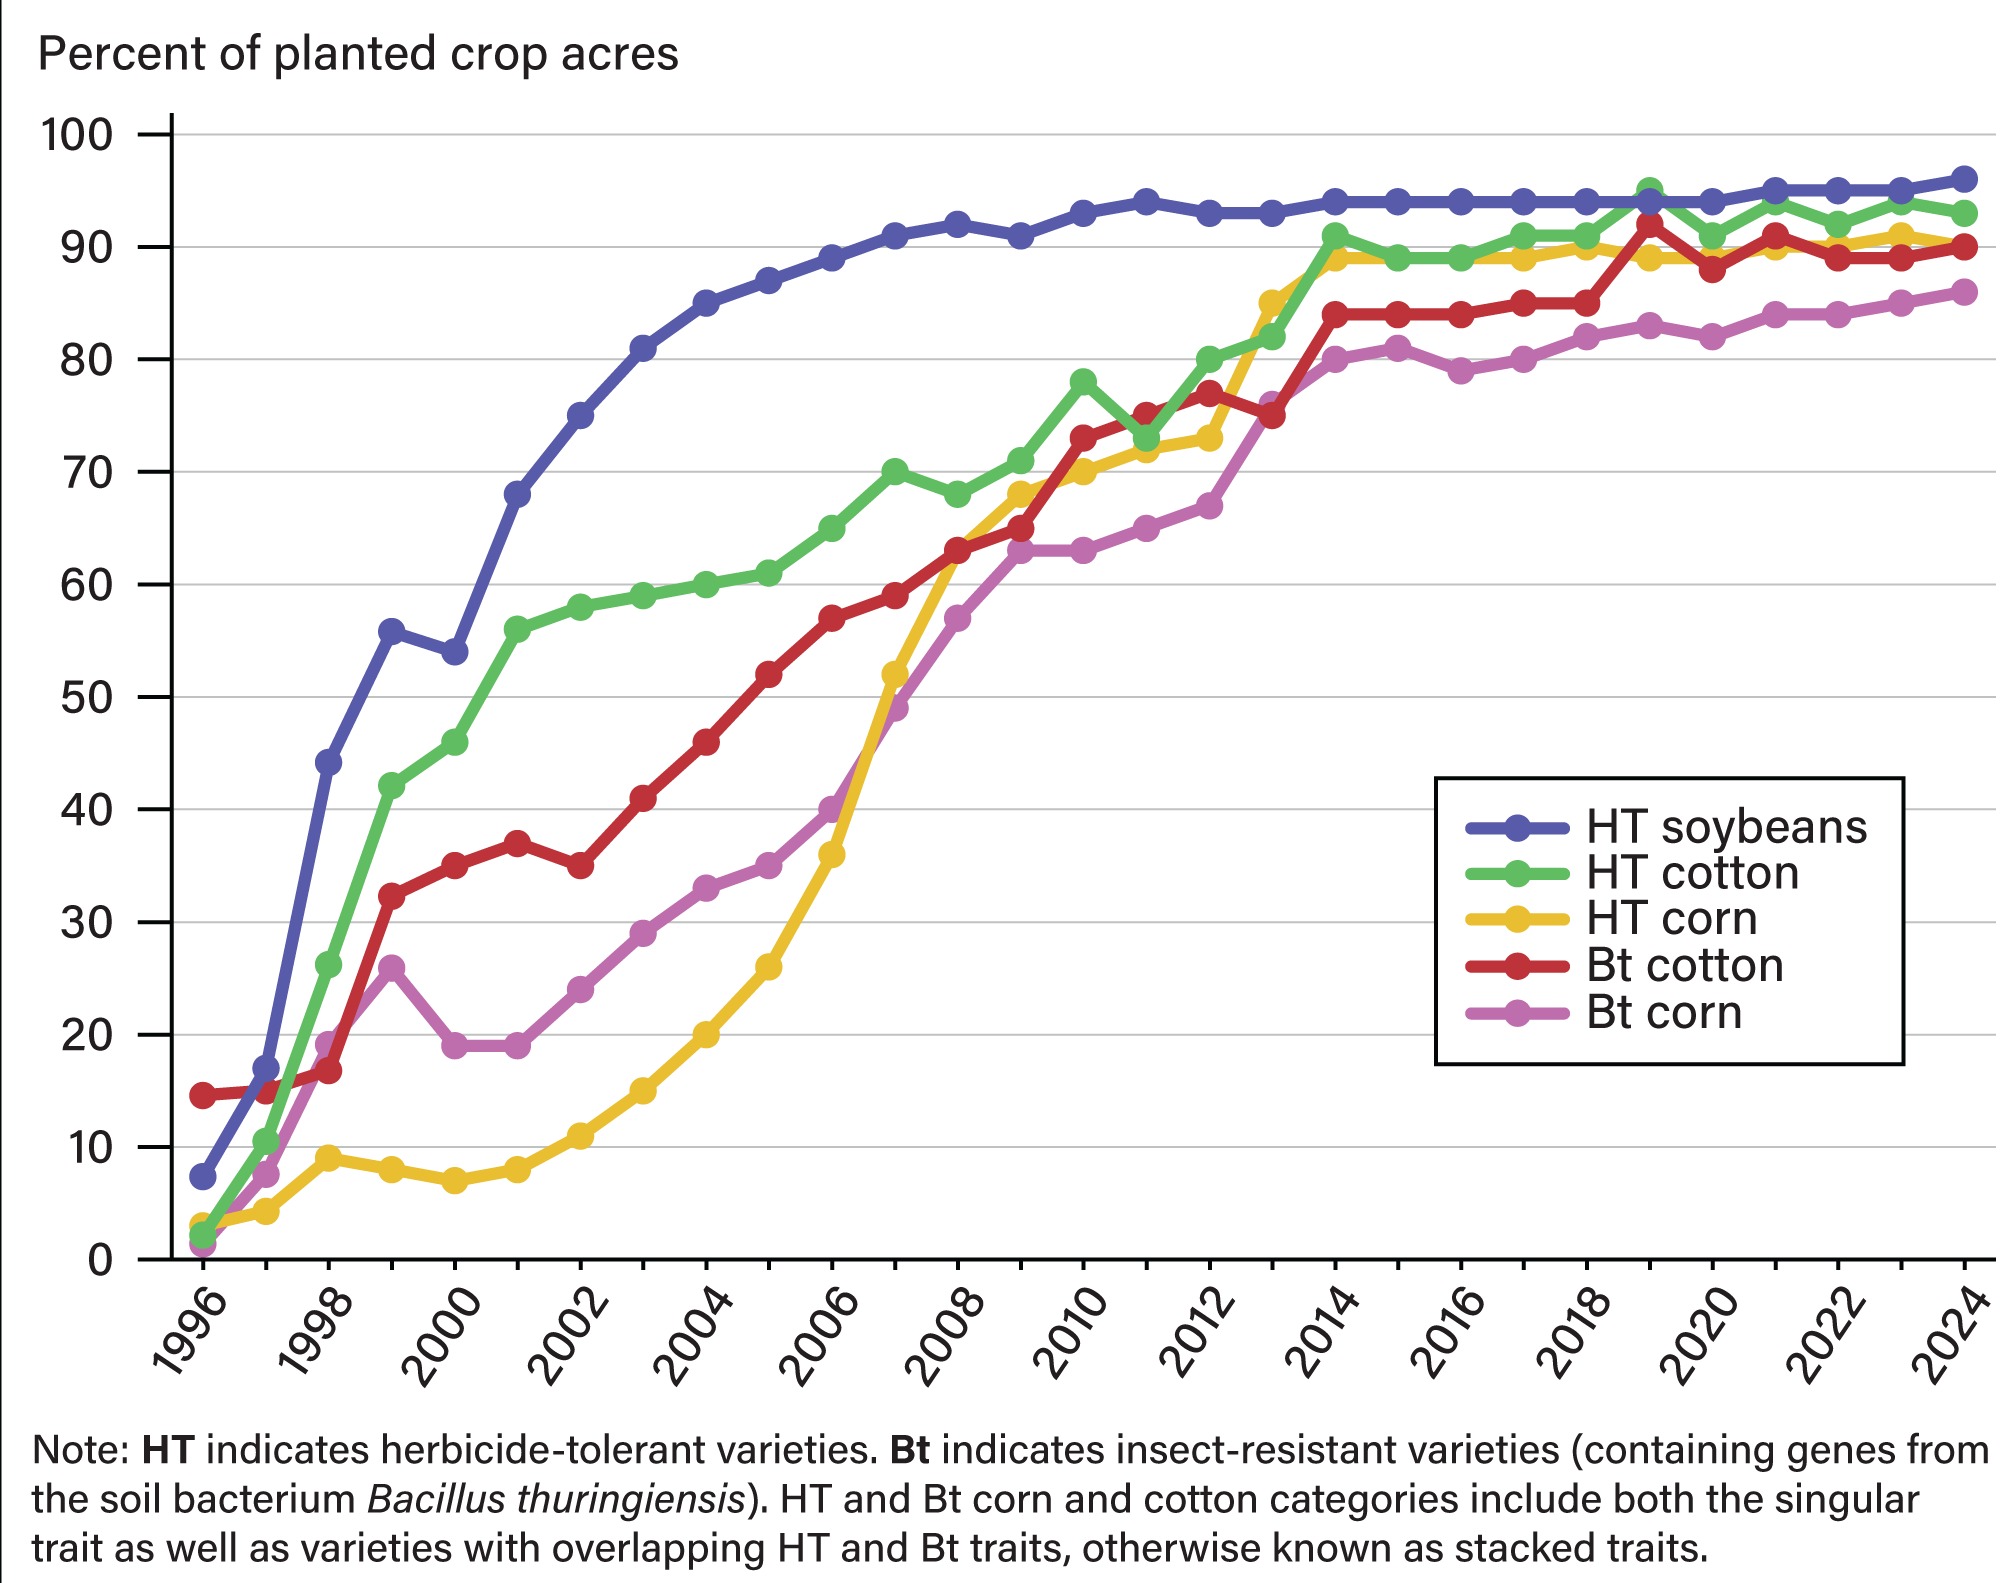 Percent of planted crop acres
100
90
80
70
60
50
40
30
20
10
0
HT soybeans
HT cotton
HT corn
Bt cotton
Bt corn
1996 1998 2000 2002 2004 2006 2008 2010 2012 2014 2016 2018 2020 2022 2024
Note: HT indicates herbicide-tolerant varieties. Bt indicates insect-resistant varieties (containing genes from
the soil bacterium Bacillus thuringiensis). HT and Bt corn and cotton categories include both the singular
trait as well as varieties with overlapping HT and Bt traits, otherwise known as stacked traits.